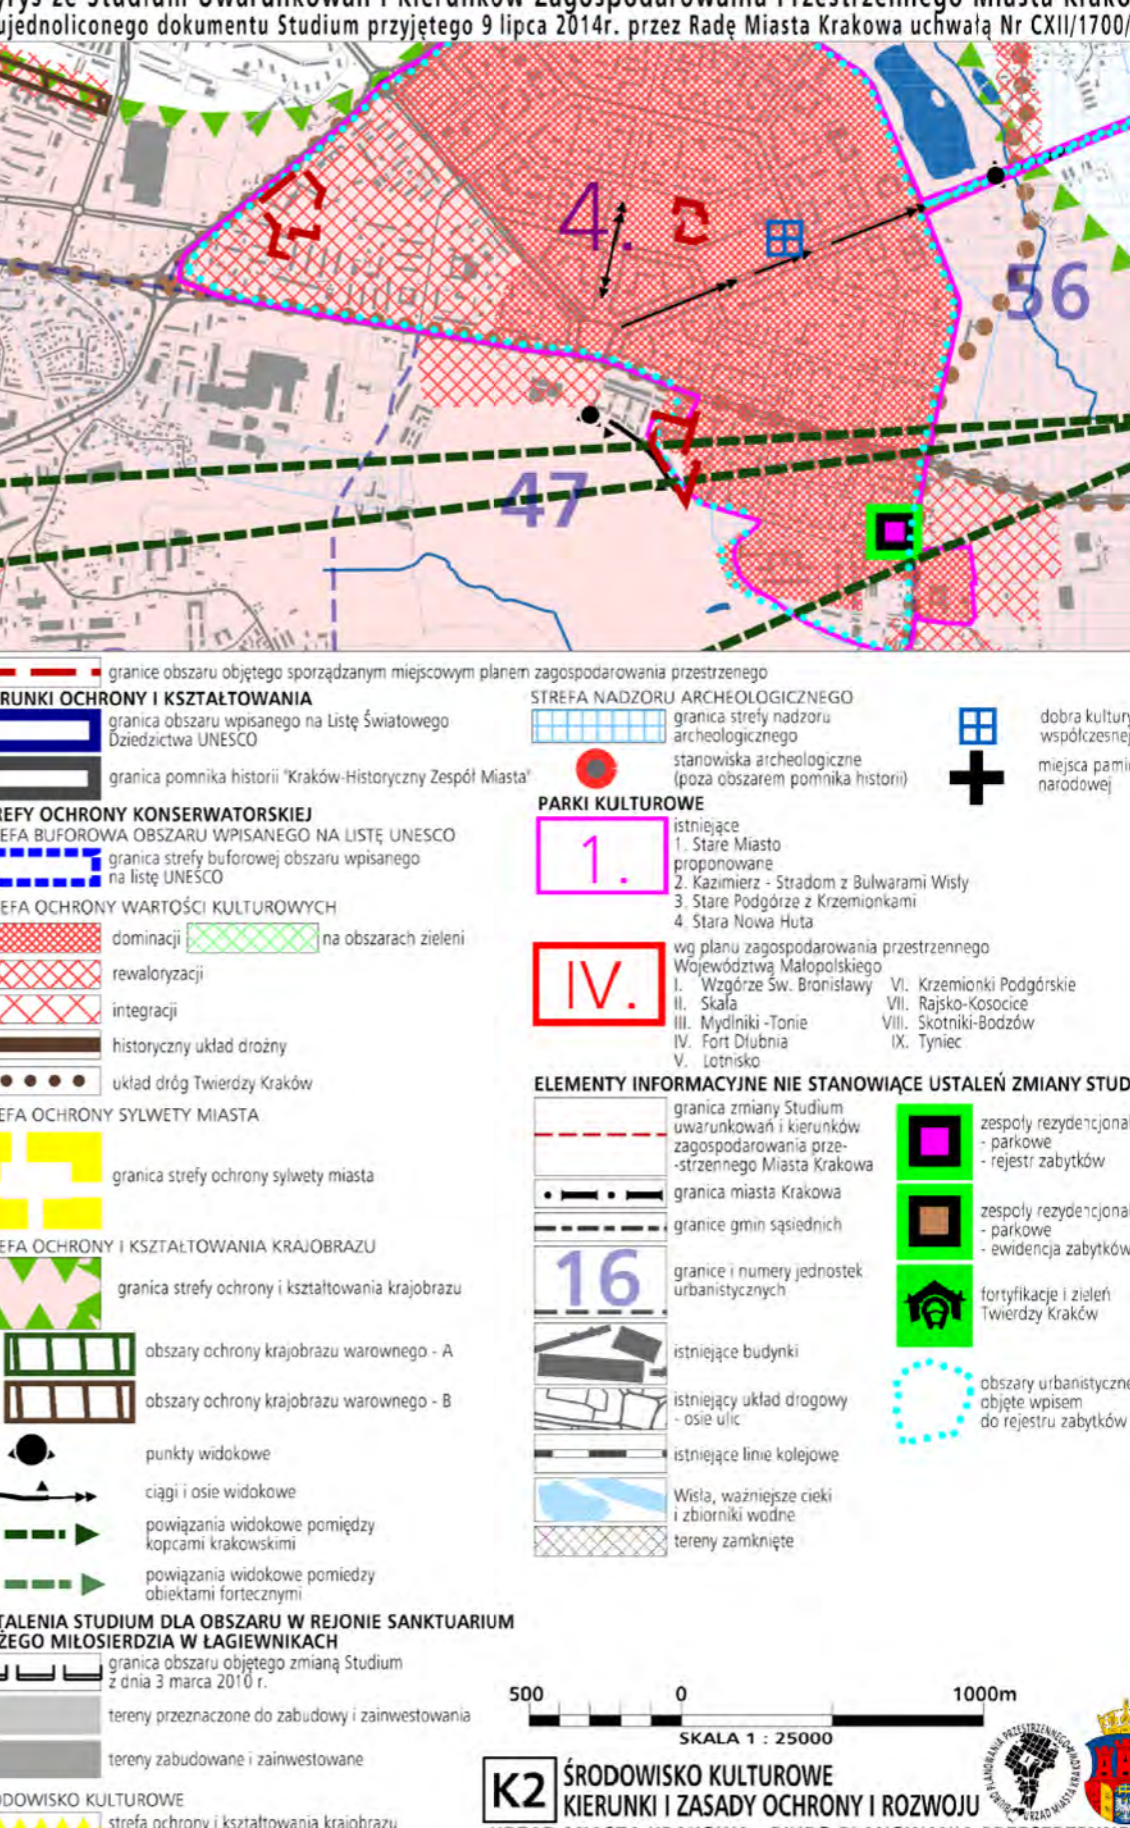 ze Studium Uwarunkowań i Kierunków Zagospodarowania Przestrzennego Miasta
ujednoliconego dokumentu Studium przyjętego 9 lipca 2014r. przez Radę Miasta Krakowa uchwałą Nr CXII/1700/
4.
56
47
granice obszaru objętego sporządzanym miejscowym planem zagospodarowania przestrzenego
RUNKI OCHRONY I KSZTAŁTOWANIA
granica obszaru wpisanego na Listę Światowego
Dziedzictwa UNESCO
granica pomnika historii "Kraków-Historyczny Zespół Miasta"
REFY OCHRONY KONSERWATORSKIEJ
EFA BUFOROWA OBSZARU WPISANEGO NA LISTĘ UNESCO
granica strefy buforowej obszaru wpisanego
na listę UNESCO
EFA OCHRONY WARTOŚCI KULTUROWYCH
dominacji
na obszarach zieleni
rewaloryzacji
integracji
historyczny układ drożny
układ dróg Twierdzy Kraków
EFA OCHRONY SYLWETY MIASTA
granica strefy ochrony sylwety miasta
EFA OCHRONY I KSZTAŁTOWANIA KRAJOBRAZU
granica strefy ochrony i kształtowania krajobrazu
obszary ochrony krajobrazu warownego - A
obszary ochrony krajobrazu warownego - B
punkty widokowe
ciągi i osie widokowe
powiązania widokowe pomiędzy
kopcami krakowskimi
powiązania widokowe pomiedzy
obiektami fortecznymi
TALENIA STUDIUM DLA OBSZARU W REJONIE SANKTUARIUM
ŻEGO MIŁOSIERDZIA W ŁAGIEWNIKACH
granica obszaru objętego zmianą Studium
z dnia 3 marca 2010 r.
tereny przeznaczone do zabudowy i zainwestowania
tereny zabudowane i zainwestowane
ODOWISKO KULTUROWE
strefa ochrony i kształtowania krajobrazu
STREFA NADZORU ARCHEOLOGICZNEGO
granica strefy nadzoru
archeologicznego
stanowiska archeologiczne
(poza obszarem pomnika historii)
dobra kultury
współczesnej
miejsca pamię
narodowej
PARKI KULTUROWE
1.
istniejące
1. Stare Miasto
proponowane
2. Kazimierz - Stradom z Bulwarami Wisły
3. Stare Podgórze z Krzemionkami
4. Stara Nowa Huta
IV.
wg planu zagospodarowania przestrzennego
Województwa Małopolskiego
I. Wzgórze Św. Bronisławy
II. Skała
III. Mydlniki -Tonie
IV. Fort Dłubnia
V. Lotnisko
VI. Krzemionki Podgórskie
VII. Rajsko-Kosocice
VIII. Skotniki-Bodzów
IX. Tyniec
ELEMENTY INFORMACYJNE NIE STANOWIĄCE USTALEŃ ZMIANY STUD
granica zmiany Studium
uwarunkowań i kierunków
zagospodarowania prze-
-strzennego Miasta Krakowa
granica miasta Krakowa
granice gmin sąsiednich
16
granice i numery jednostek
urbanistycznych
istniejące budynki
istniejący układ drogowy
- osie ulic
istniejące linie kolejowe
Wisła, ważniejsze cieki
i zbiorniki wodne
tereny zamknięte
zespoły rezydencjonal
- parkowe
- rejestr zabytków
zespoły rezydencjonal
- parkowe
- ewidencja zabytków
fortyfikacje i zieleń
Twierdzy Kraków
obszary urbanistyczne
objęte wpisem
do rejestru zabytków
500 0 1000m
SKALA 1 : 25000
K2
ŚRODOWISKO KULTUROWE
KIERUNKI I ZASADY OCHRONY I ROZWOJU